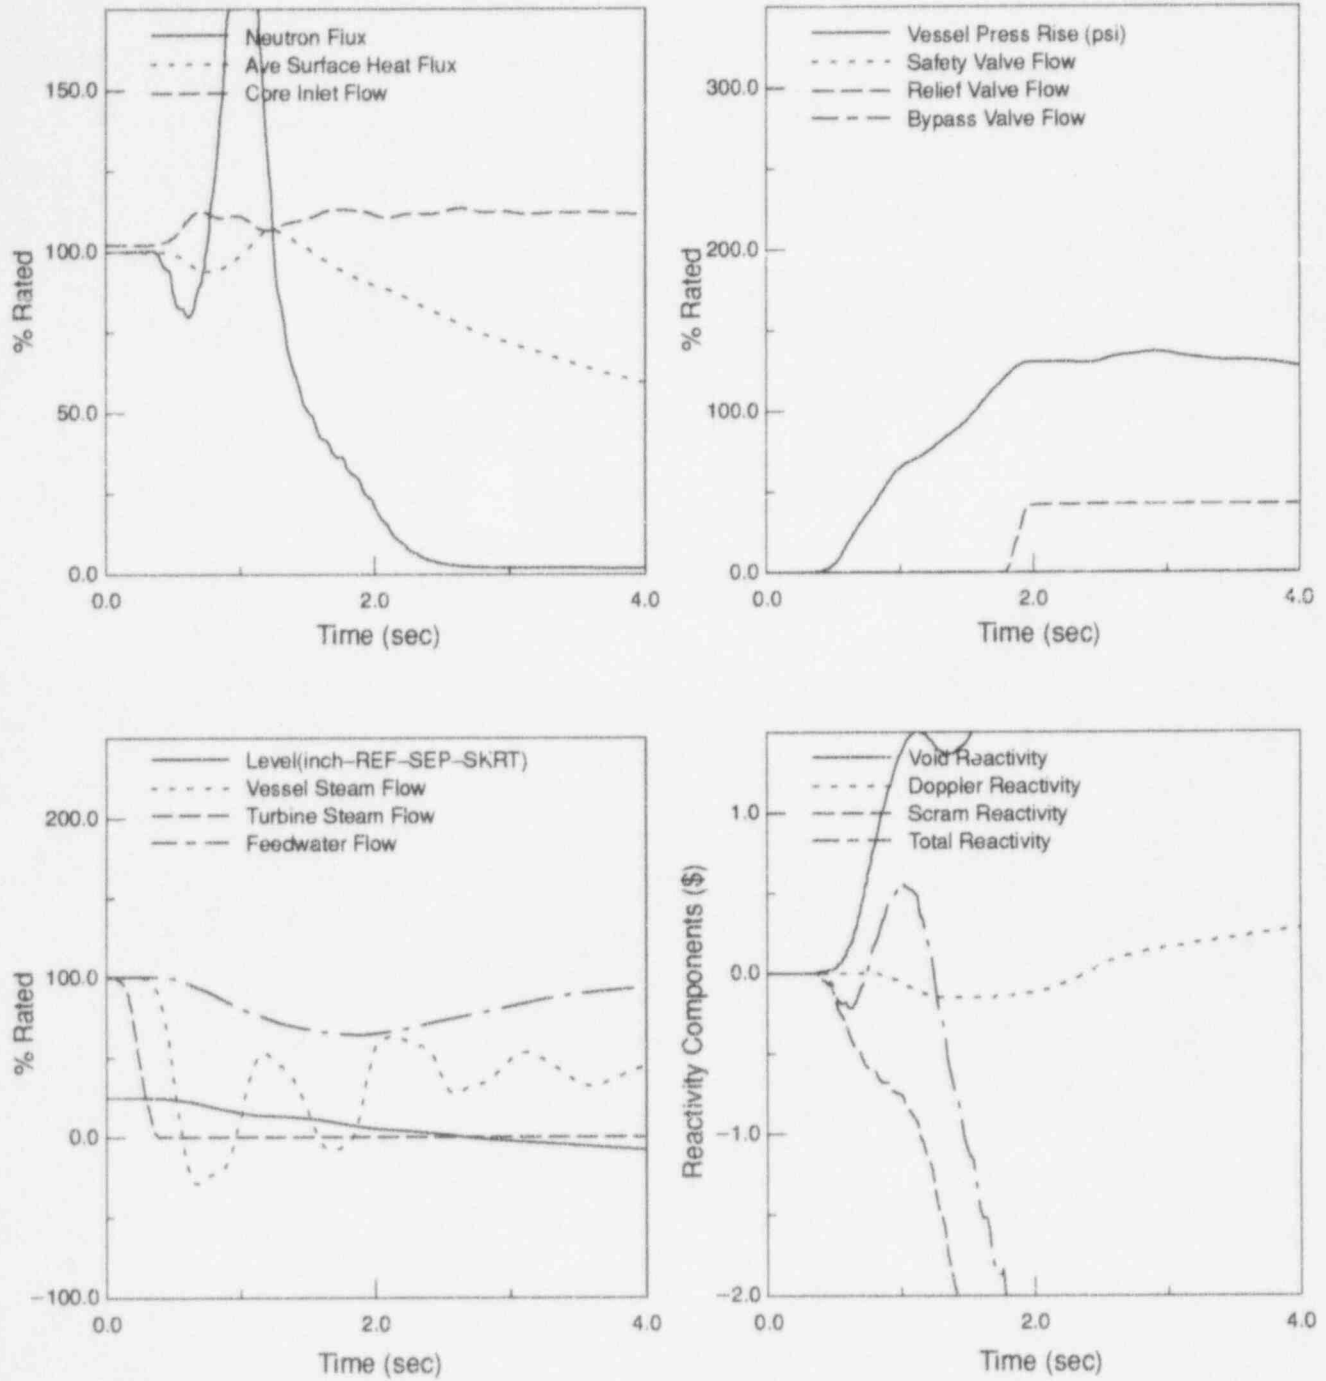 Neutron Flux
Ave Surface Heat Flux
Core Inlet Flow
150.0
100.0
50.0
0.0
% Rated
0.0 2.0 4.0
Time (sec)
Vessel Press Rise (psi)
Safety Valve Flow
Relief Valve Flow
Bypass Valve Flow
300.0
200.0
100.0
0.0
% Rated
0.0 2.0 4.0
Time (sec)
Level(inch-REF-SEP-SKRT)
Vessel Steam Flow
Turbine Steam Flow
Feedwater Flow
200.0
100.0
0.0
-100.0
% Rated
0.0 2.0 4.0
Time (sec)
Void Reactivity
Doppler Reactivity
Scram Reactivity
Total Reactivity
1.0
0.0
-1.0
-2.0
Reactivity Components ($)
0.0 2.0 4.0
Time (sec)